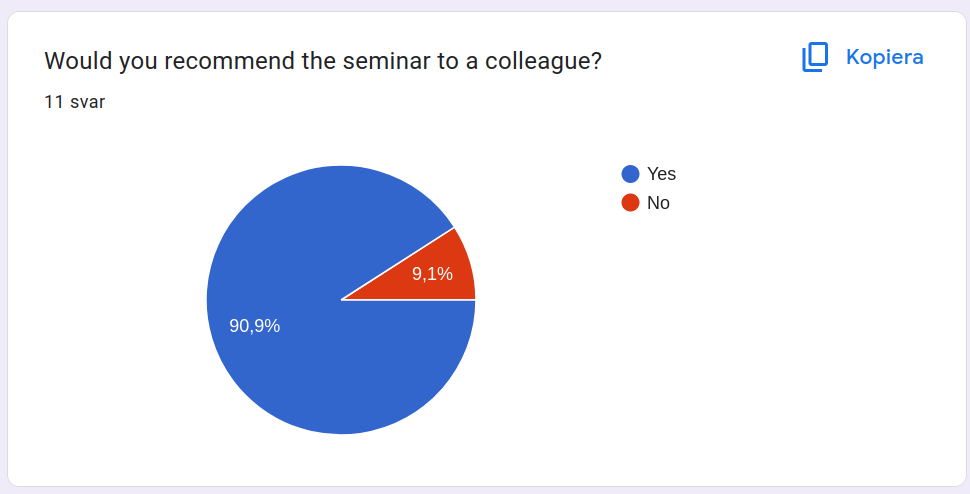 Would you recommend the seminar to a colleague?
Kopiera
11 svar
Yes
No
9,1%
90,9%